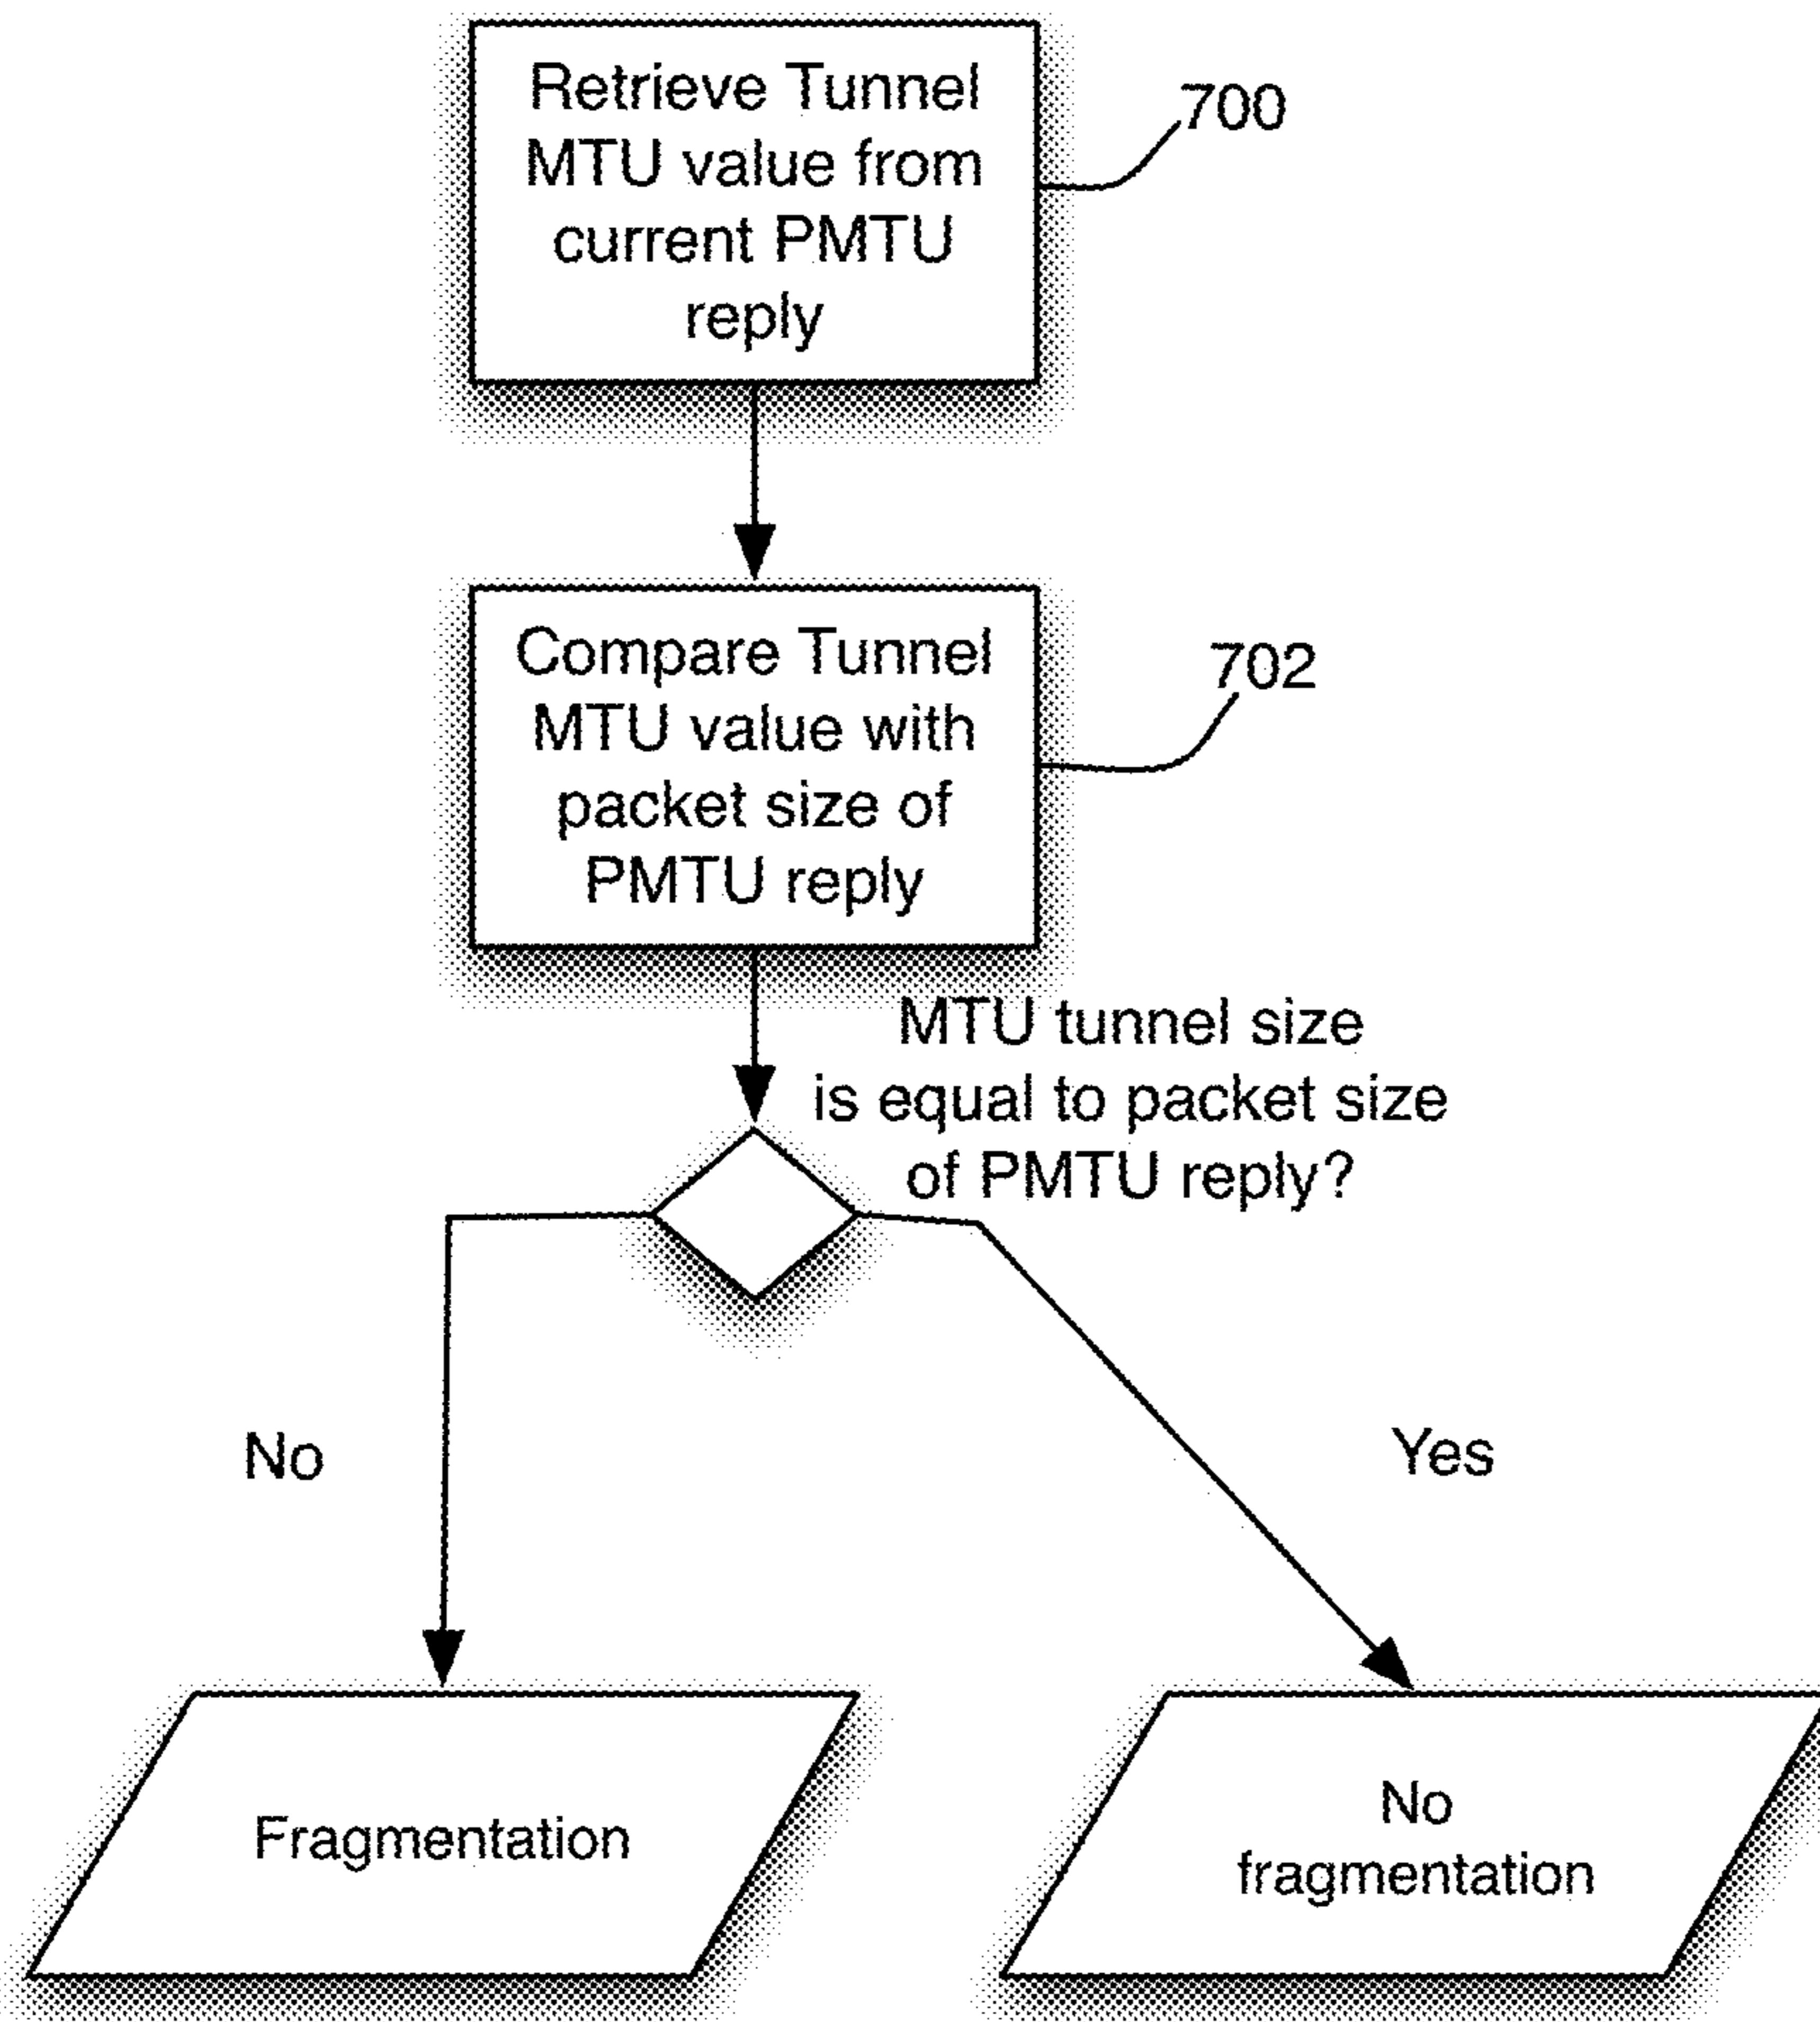 Retrieve Tunnel
MTU value from
current PMTU
reply
700
Compare Tunnel
MTU value with
packet size of
PMTU reply
702
MTU tunnel size
is equal to packet size
of PMTU reply?
No
Yes
Fragmentation
No
fragmentation